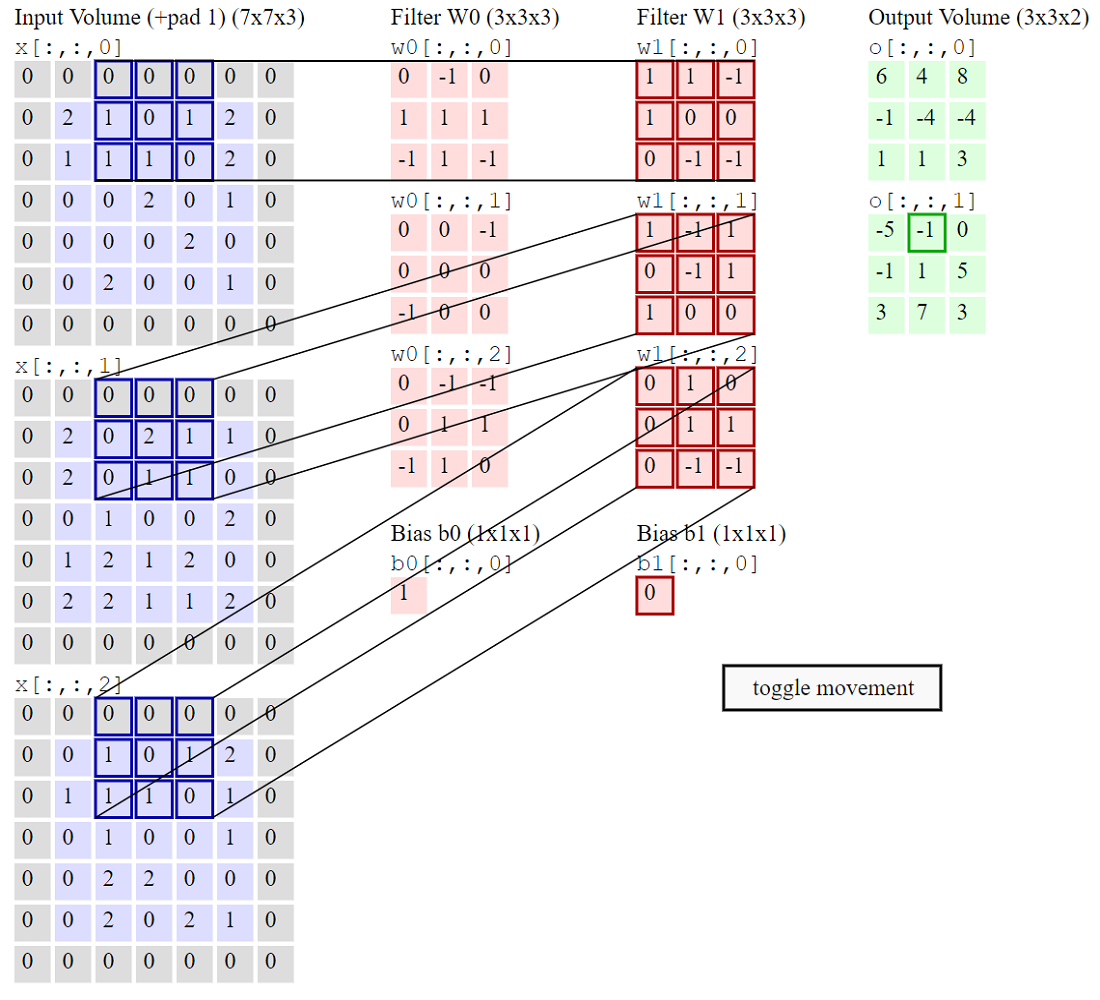 Input Volume (+pad 1) (7x7x3)
x[:,:,0]
0 0 0 0 0 0 0
0 2 1 0 1 2 0
0 1 1 1 0 2 0
0 0 0 2 0 1 0
0 0 0 0 2 0 0
0 0 2 0 0 1 0
0 0 0 0 0 0 0
x[:,:,1]
0 0 0 0 0 0 0
0 2 0 2 1 1 0
0 2 0 1 1 0 0
0 0 1 0 0 2 0
0 1 2 1 2 0 0
0 2 2 1 1 2 0
0 0 0 0 0 0 0
x[:,:,2]
0 0 0 0 0 0 0
0 0 1 0 1 2 0
0 1 1 1 0 1 0
0 0 1 0 0 1 0
0 0 2 2 0 0 0
0 0 2 0 2 1 0
0 0 0 0 0 0 0
Filter W0 (3x3x3)
w0[:,:,0]
0 -1 0
1 1 1
-1 1 -1
w0[:,:,1]
0 0 -1
0 0 0
-1 0 0
w0[:,:,2]
0 -1 -1
0 1 1
-1 1 0
Bias b0 (1x1x1)
b0[:,:,0]
1
Filter W1 (3x3x3)
w1[:,:,0]
1 1 -1
1 0 0
0 -1 -1
w1[:,:,1]
1 -1 1
0 -1 1
1 0 0
w1[:,:,2]
0 1 0
0 1 1
0 -1 -1
Bias b1 (1x1x1)
b1[:,:,0]
0
Output Volume (3x3x2)
o[:,:,0]
6 4 8
-1 -4 -4
1 1 3
o[:,:,1]
-5 -1 0
-1 1 5
3 7 3
toggle movement